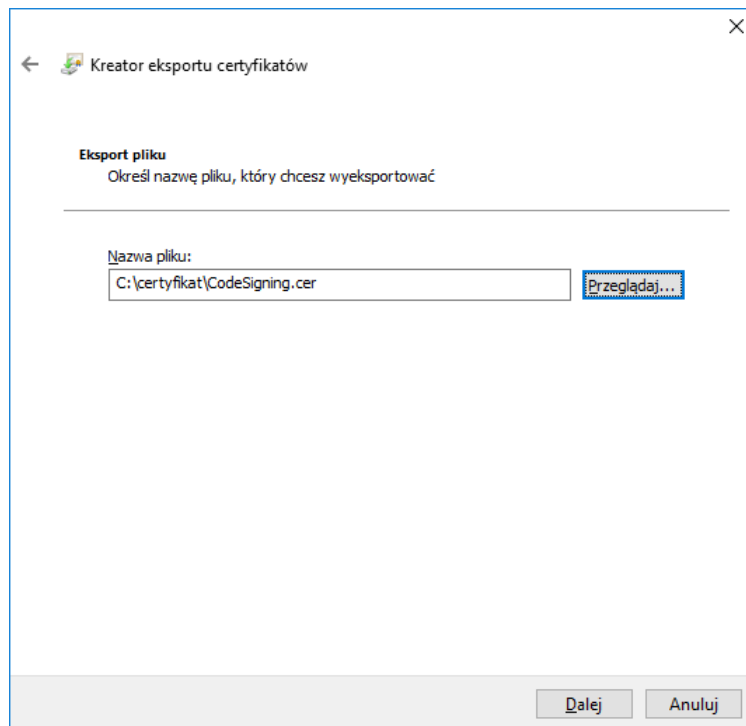 Kreator eksportu certyfikatów
Eksport pliku
Określ nazwę pliku, który chcesz wyeksportować
Nazwa pliku:
C:\certyfikat\CodeSigning.cer
Przeglądaj...
Dalej
Anuluj